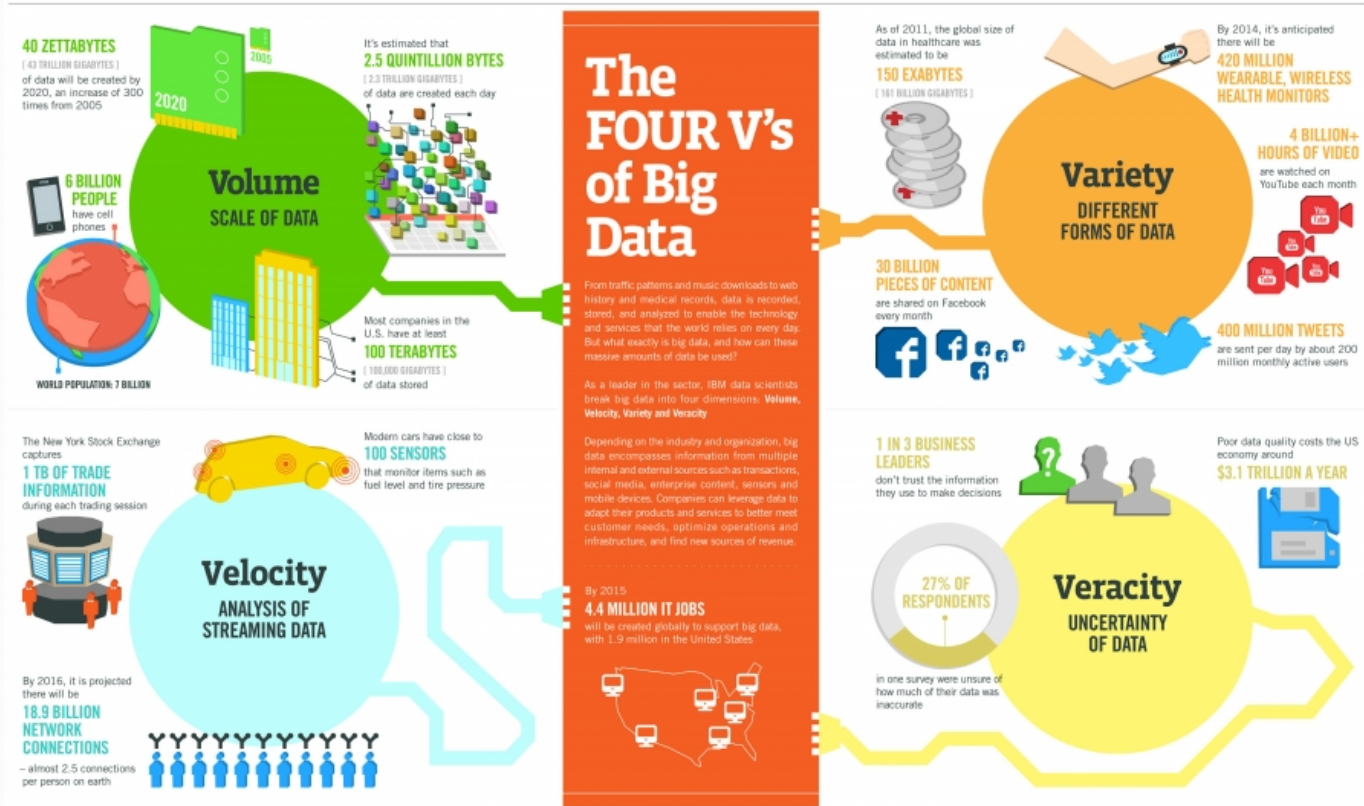 40 ZETTABYTES
[ 43 TRILLION GIGABYTES ]
of data will be created by
2020, an increase of 300
times from 2005
2005
2020
It's estimated that
2.5 QUINTILLION BYTES
[ 2.3 TRILLION GIGABYTES ]
of data are created each day
6 BILLION
PEOPLE
have cell
phones
WORLD POPULATION: 7 BILLION
Volume
SCALE OF DATA
Most companies in the
U.S. have at least
100 TERABYTES
[ 100,000 GIGABYTES ]
of data stored
The New York Stock Exchange
captures
1 TB OF TRADE
INFORMATION
during each trading session
Modern cars have close to
100 SENSORS
that monitor items such as
fuel level and tire pressure
Velocity
ANALYSIS OF
STREAMING DATA
By 2016, it is projected
there will be
18.9 BILLION
NETWORK
CONNECTIONS
– almost 2.5 connections
per person on earth
The
FOUR V's
of Big
Data
From traffic patterns and music downloads to web
history and medical records, data is recorded,
stored, and analyzed to enable the technology
and services that the world relies on every day.
But what exactly is big data, and how can these
massive amounts of data be used?
As a leader in the sector, IBM data scientists
break big data into four dimensions: Volume,
Velocity, Variety and Veracity
Depending on the industry and organization, big
data encompasses information from multiple
internal and external sources such as transactions,
social media, enterprise content, sensors and
mobile devices. Companies can leverage data to
adapt their products and services to better meet
customer needs, optimize operations and
infrastructure, and find new sources of revenue.
By 2015
4.4 MILLION IT JOBS
will be created globally to support big data,
with 1.9 million in the United States
As of 2011, the global size of
data in healthcare was
estimated to be
150 EXABYTES
[ 161 BILLION GIGABYTES ]
By 2014, it's anticipated
there will be
420 MILLION
WEARABLE, WIRELESS
HEALTH MONITORS
4 BILLION+
HOURS OF VIDEO
are watched on
YouTube each month
You
Tube
You
Tube
You
Tube
You
Tube
Variety
DIFFERENT
FORMS OF DATA
30 BILLION
PIECES OF CONTENT
are shared on Facebook
every month
f
f
f
f
f
f
400 MILLION TWEETS
are sent per day by about 200
million monthly active users
1 IN 3 BUSINESS
LEADERS
don't trust the information
they use to make decisions
?
Poor data quality costs the US
economy around
$3.1 TRILLION A YEAR
27% OF
RESPONDENTS
in one survey were unsure of
how much of their data was
inaccurate
Veracity
UNCERTAINTY
OF DATA